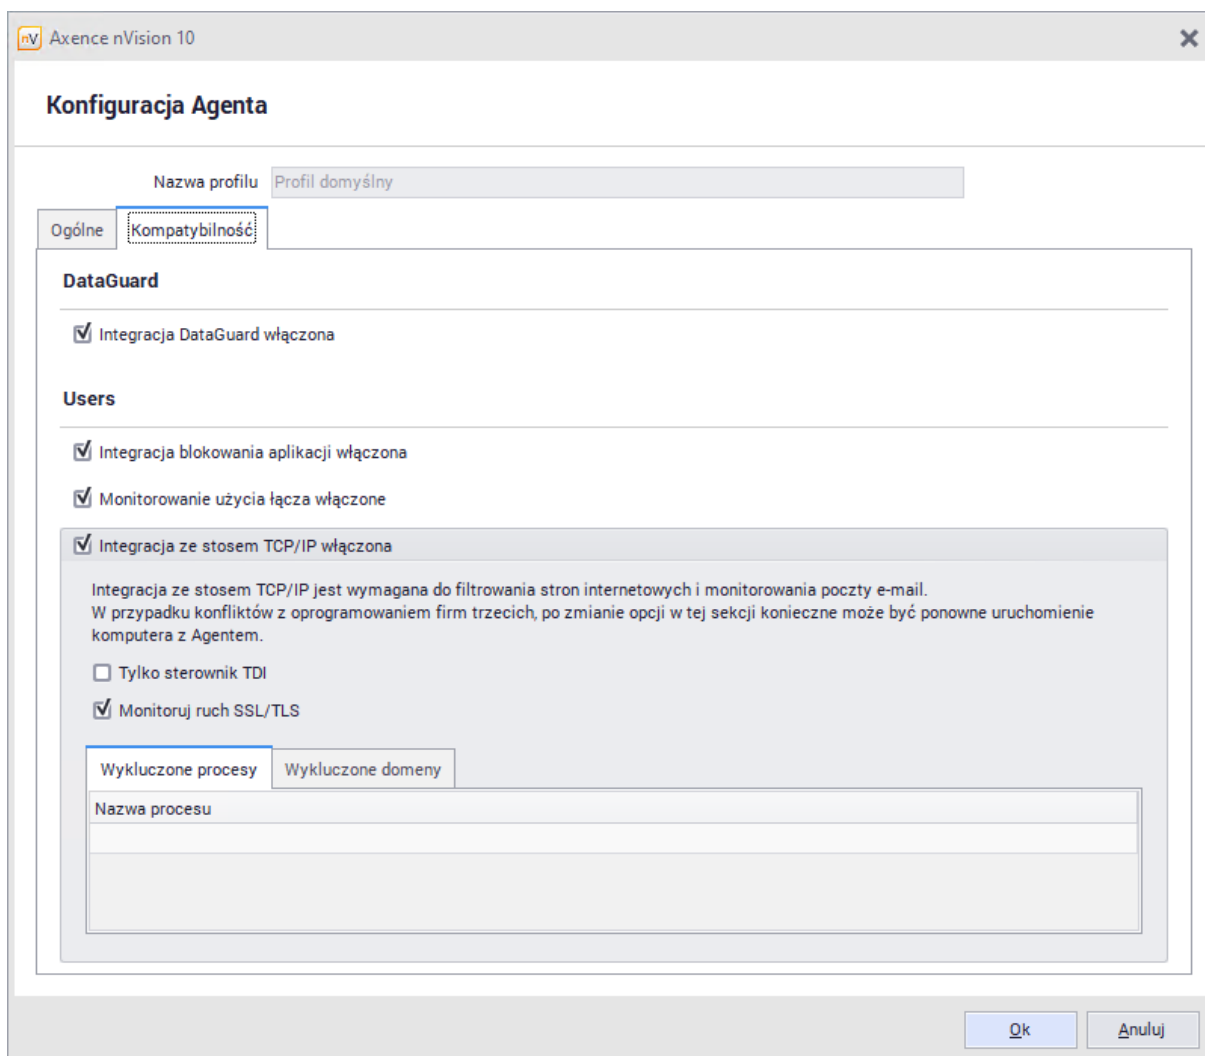 nV Axence nVision 10
Konfiguracja Agenta
Nazwa profilu Profil domyślny
Ogólne Kompatybilność
DataGuard
Integracja DataGuard włączona
Users
Integracja blokowania aplikacji włączona
Monitorowanie użycia łącza włączone
Integracja ze stosem TCP/IP włączona
Integracja ze stosem TCP/IP jest wymagana do filtrowania stron internetowych i monitorowania poczty e-mail.
W przypadku konfliktów z oprogramowaniem firm trzecich, po zmianie opcji w tej sekcji konieczne może być ponowne uruchomienie
komputera z Agentem.
Tylko sterownik TDI
Monitoruj ruch SSL/TLS
Wykluczone procesy Wykluczone domeny
Nazwa procesu
Ok Anuluj